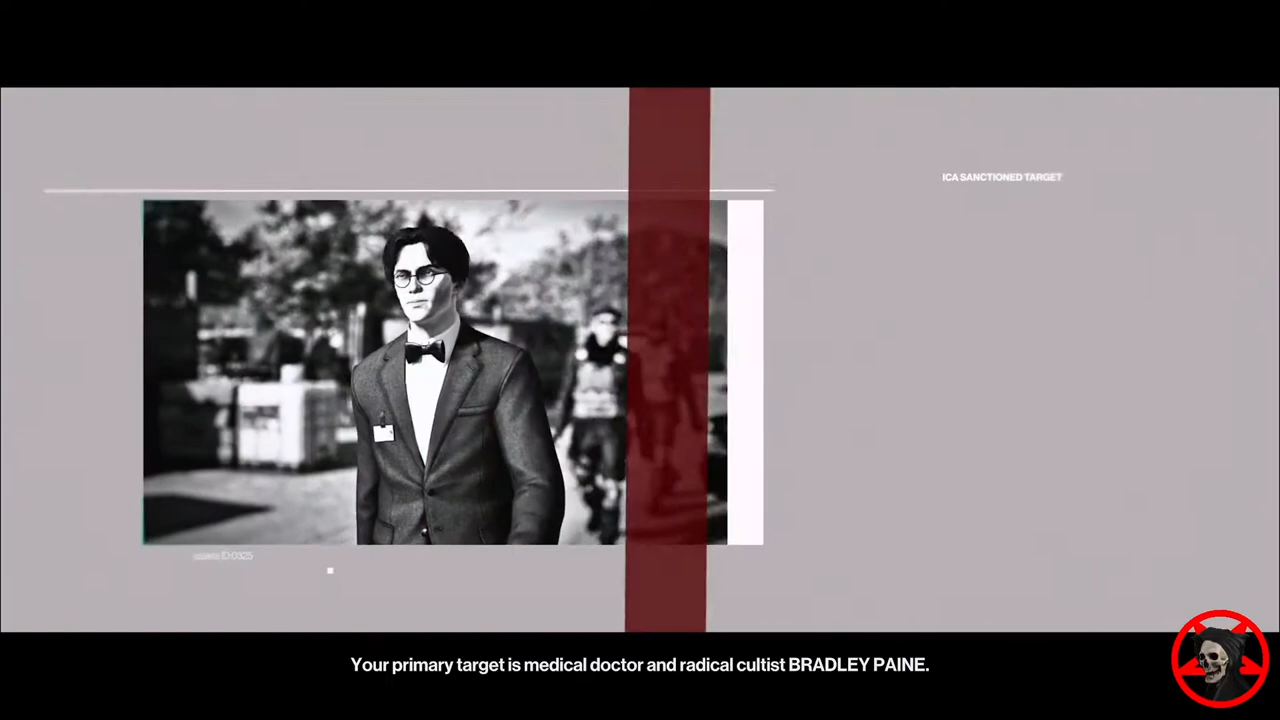 ICA SANCTIONED TARGET
Your primary target is medical doctor and radical cultist BRADLEY PAINE.